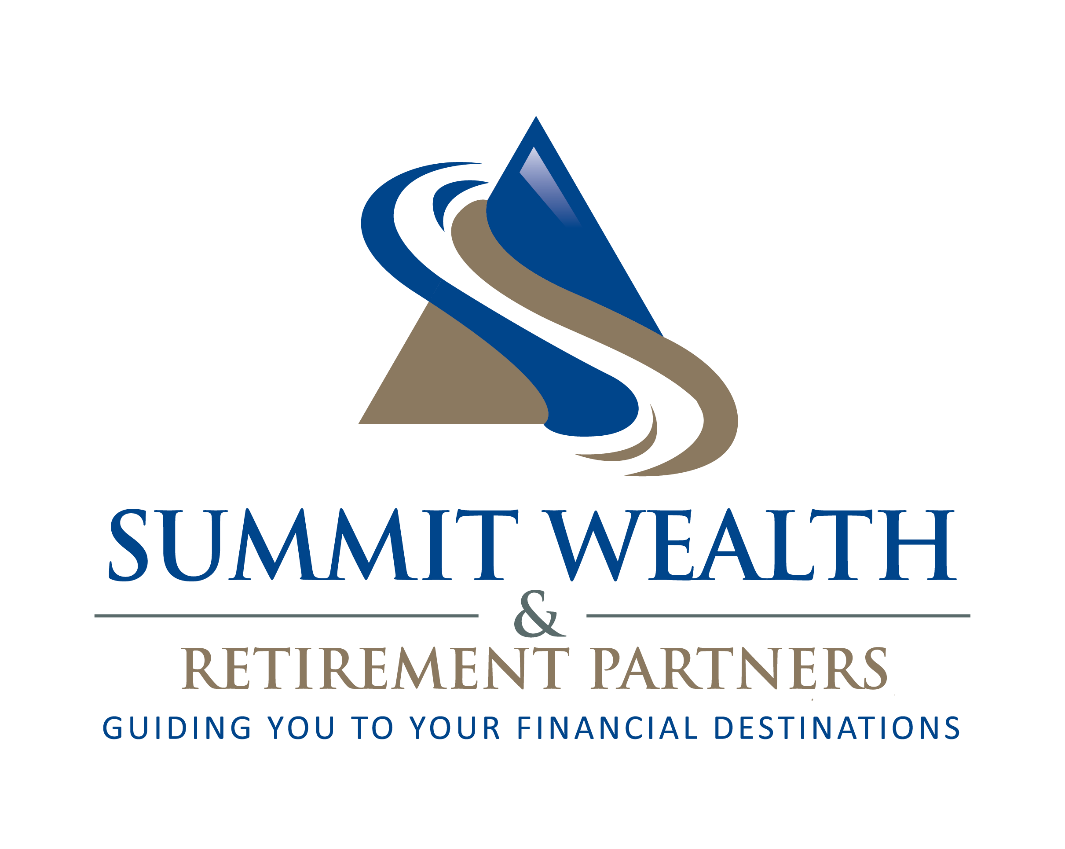 SUMMIT WEALTH
&
RETIREMENT PARTNERS
GUIDING YOU TO YOUR FINANCIAL DESTINATIONS